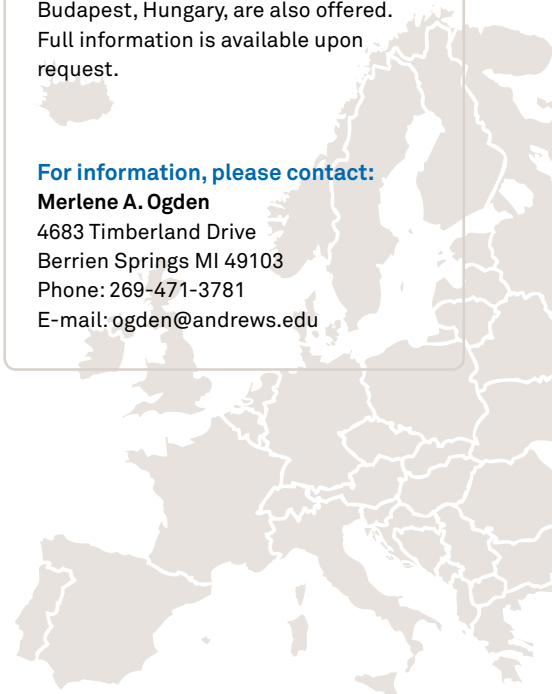 Budapest, Hungary, are also offered.
Full information is available upon
request.
For information, please contact:
Merlene A. Ogden
4683 Timberland Drive
Berrien Springs MI 49103
Phone: 269-471-3781
E-mail: ogden@andrews.edu